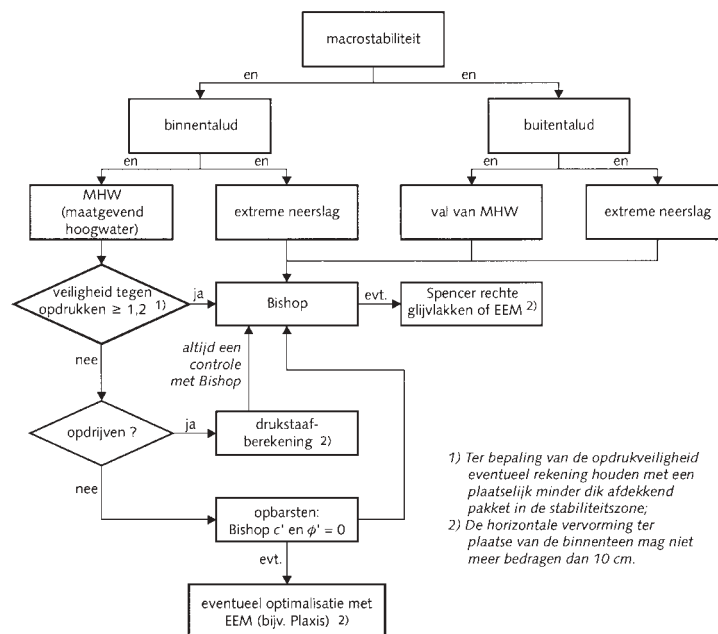 macrostabiliteit
en
en
binnentalud
buitentalud
en
en
en
en
MHW
(maatgevend
hoogwater)
extreme neerslag
val van MHW
extreme neerslag
veiligheid tegen
opdrukken ≥ 1,2 1)
ja
Bishop
evt.
Spencer rechte
glijvlakken of EEM 2)
nee
altijd een
controle
met Bishop
opdrijven ?
ja
drukstaaf-
berekening 2)
nee
opbarsten:
Bishop c' en ϕ' = 0
evt.
eventueel optimalisatie met
EEM (bijv. Plaxis) 2)
1) Ter bepaling van de opdrukveiligheid
eventueel rekening houden met een
plaatselijk minder dik afdekkend
pakket in de stabiliteitszone;
2) De horizontale vervorming ter
plaatse van de binnenteen mag niet
meer bedragen dan 10 cm.